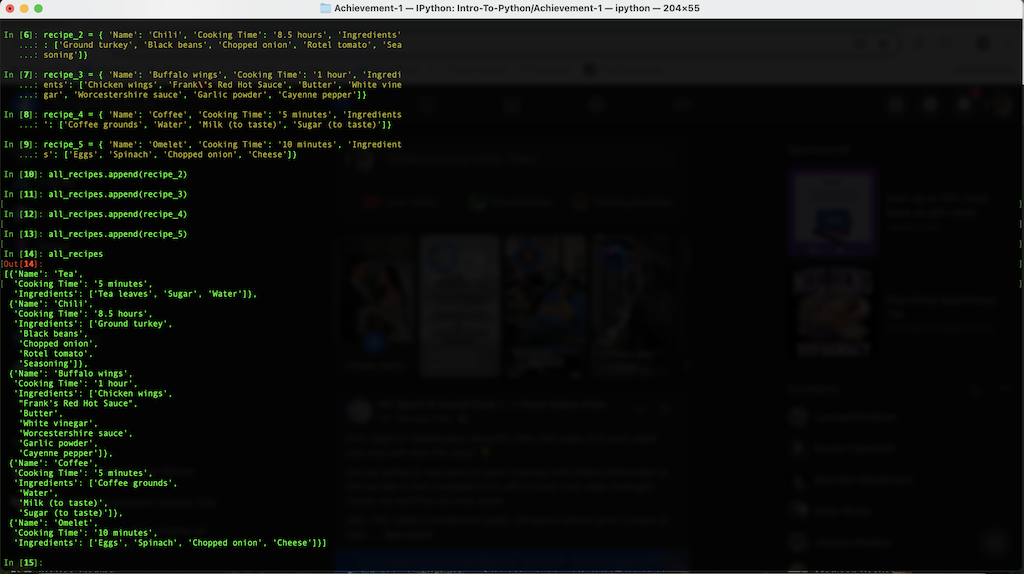 Achievement-1 — IPython: Intro-To-Python/Achievement-1 — ipython — 204×55
In [6]: recipe_2 = { 'Name': 'Chili', 'Cooking Time': '8.5 hours', 'Ingredients'
...: : ['Ground turkey', 'Black beans', 'Chopped onion', 'Rotel tomato', 'Sea
...: soning']}
In [7]: recipe_3 = { 'Name': 'Buffalo wings', 'Cooking Time': '1 hour', 'Ingredi
...: ents': ['Chicken wings', 'Frank\'s Red Hot Sauce', 'Butter', 'White vine
...: gar', 'Worcestershire sauce', 'Garlic powder', 'Cayenne pepper']}
In [8]: recipe_4 = { 'Name': 'Coffee', 'Cooking Time': '5 minutes', 'Ingredients
...: ': ['Coffee grounds', 'Water', 'Milk (to taste)', 'Sugar (to taste)']}
In [9]: recipe_5 = { 'Name': 'Omelet', 'Cooking Time': '10 minutes', 'Ingredient
...: s': ['Eggs', 'Spinach', 'Chopped onion', 'Cheese']}
In [10]: all_recipes.append(recipe_2)
In [11]: all_recipes.append(recipe_3)
[ ]
In [12]: all_recipes.append(recipe_4)
[ ]
In [13]: all_recipes.append(recipe_5)
[ ]
In [14]: all_recipes
[Out[14]: ]
[{'Name': 'Tea',
[ 'Cooking Time': '5 minutes', ]
'Ingredients': ['Tea leaves', 'Sugar', 'Water']},
{'Name': 'Chili',
'Cooking Time': '8.5 hours',
'Ingredients': ['Ground turkey',
'Black beans',
'Chopped onion',
'Rotel tomato',
'Seasoning']},
{'Name': 'Buffalo wings',
'Cooking Time': '1 hour',
'Ingredients': ['Chicken wings',
"Frank's Red Hot Sauce",
'Butter',
'White vinegar',
'Worcestershire sauce',
'Garlic powder',
'Cayenne pepper']},
{'Name': 'Coffee',
'Cooking Time': '5 minutes',
'Ingredients': ['Coffee grounds',
'Water',
'Milk (to taste)',
'Sugar (to taste)']},
{'Name': 'Omelet',
'Cooking Time': '10 minutes',
'Ingredients': ['Eggs', 'Spinach', 'Chopped onion', 'Cheese']}]
In [15]: